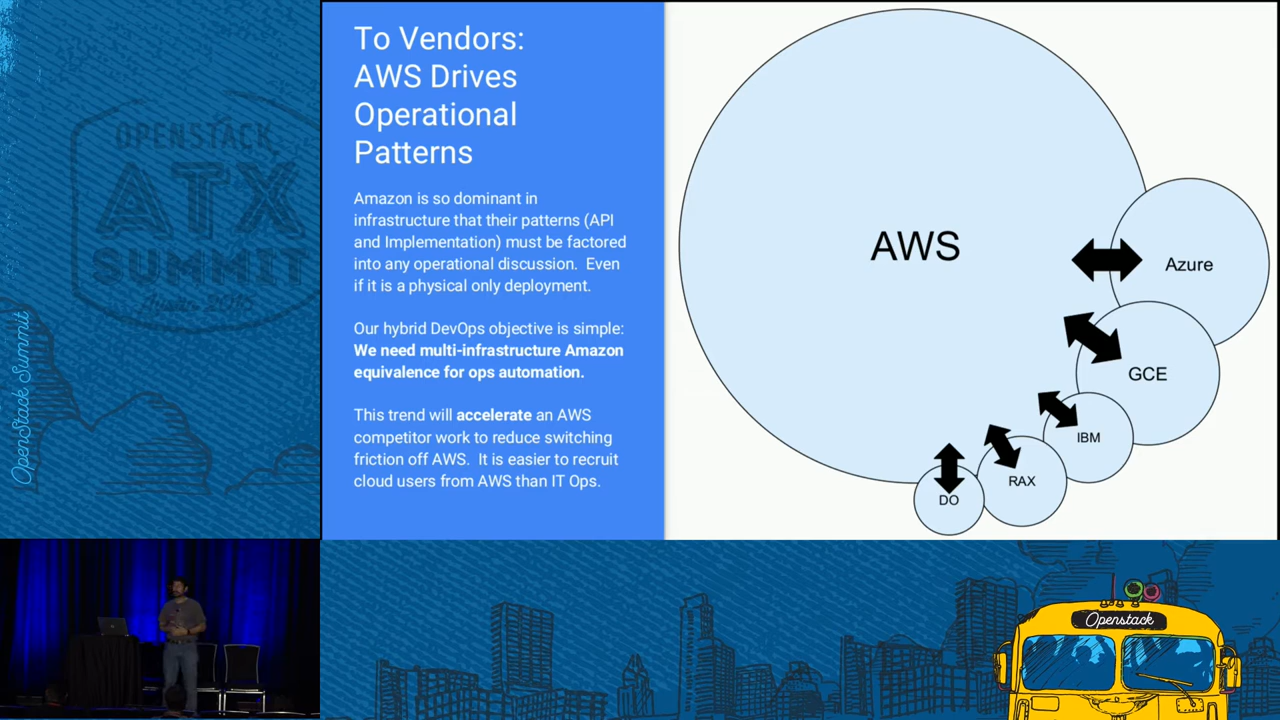 OPENSTACK
ATX
SUMMIT
OpenStack Summit
To Vendors:
AWS Drives
Operational
Patterns
Amazon is so dominant in
infrastructure that their patterns (API
and Implementation) must be factored
into any operational discussion.  Even
if it is a physical only deployment.
Our hybrid DevOps objective is simple:
We need multi-infrastructure Amazon
equivalence for ops automation.
This trend will accelerate an AWS
competitor work to reduce switching
friction off AWS.  It is easier to recruit
cloud users from AWS than IT Ops.
AWS
Azure
GCE
IBM
RAX
DO
Openstack